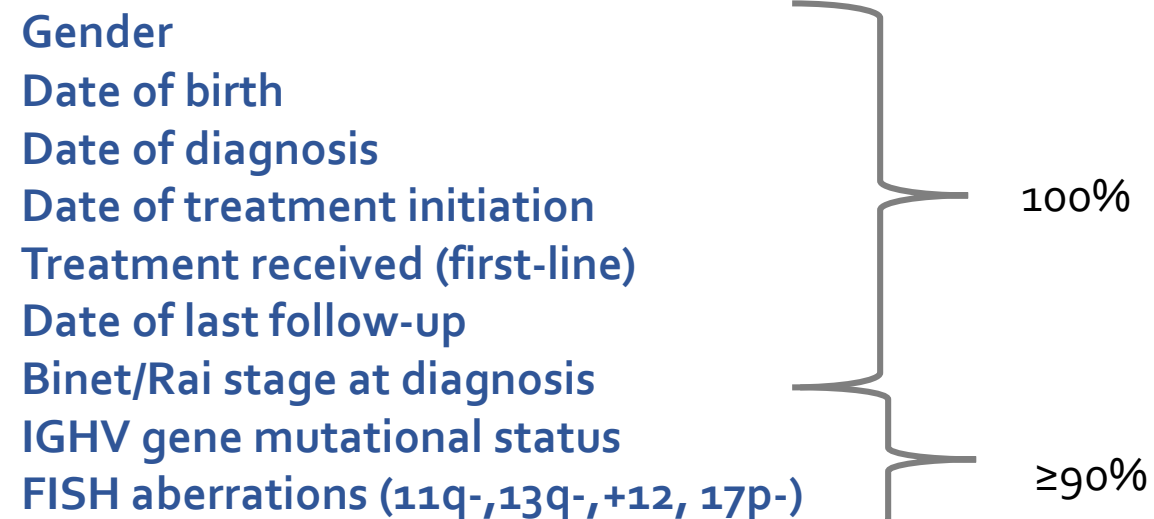 Gender
Date of birth
Date of diagnosis
Date of treatment initiation
100%
Treatment received (first-line)
Date of last follow-up
Binet/Rai stage at diagnosis
IGHV gene mutational status
FISH aberrations (11q-,13q-,+12, 17p-)
≥90%